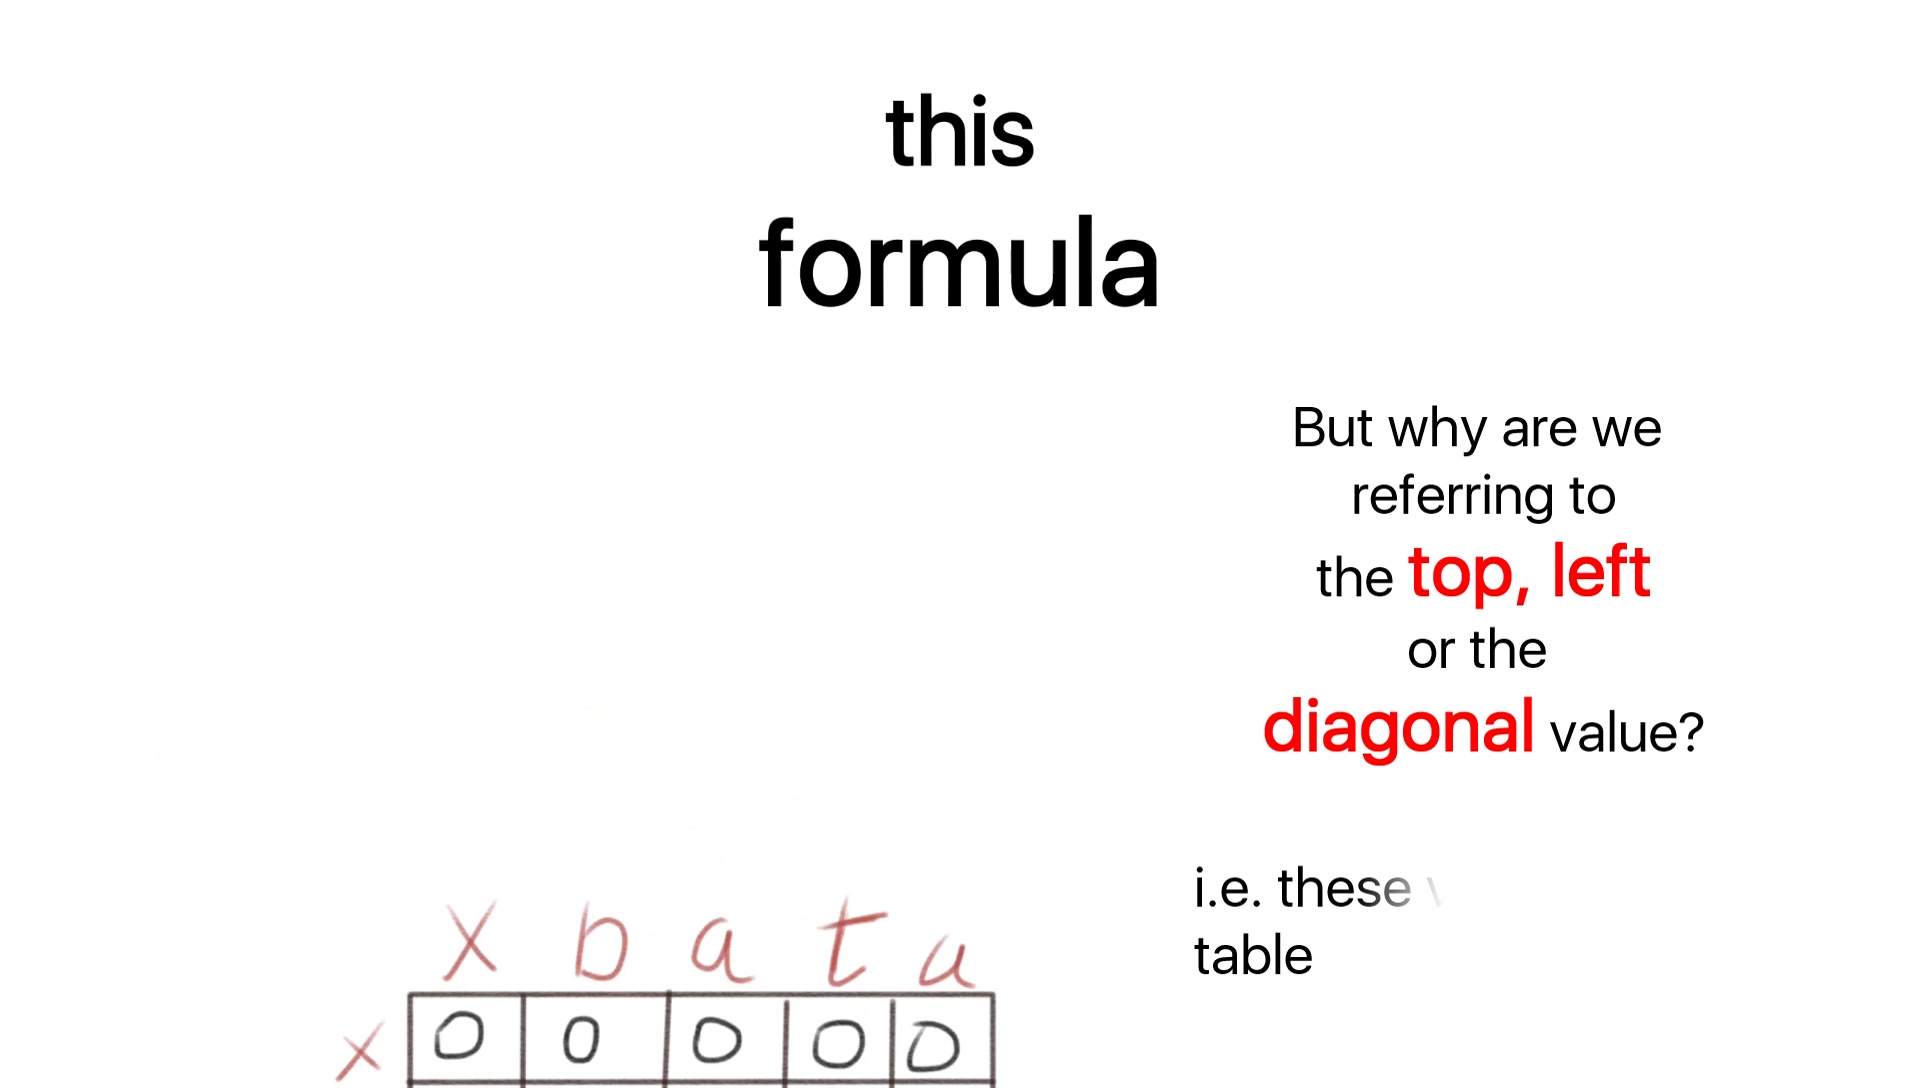 this
formula
But why are we
referring to
the top, left
or the
diagonal value?
i.e. these
table
x b a t a
x 0 0 0 0 0